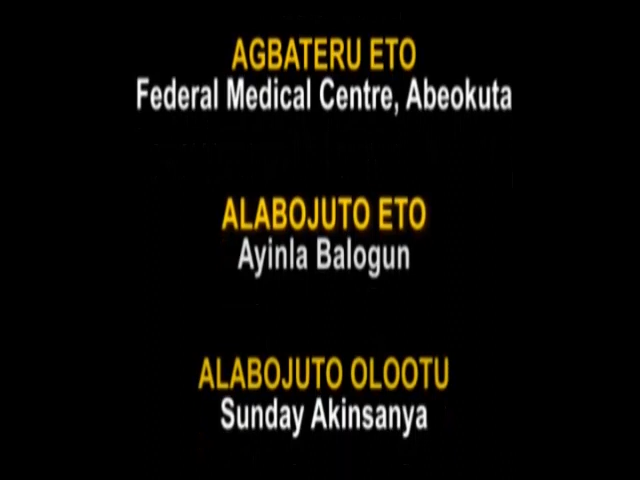 AGBATERU ETO
Federal Medical Centre, Abeokuta
ALABOJUTO ETO
Ayinla Balogun
ALABOJUTO OLOOTU
Sunday Akinsanya